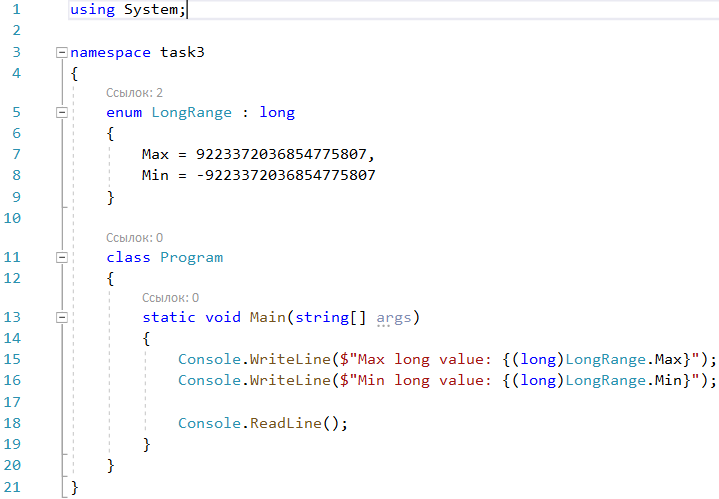 1 using System;
2
3 namespace task3
4 {
Ссылок: 2
5 enum LongRange : long
6 {
7 Max = 9223372036854775807,
8 Min = -9223372036854775807
9 }
10
Ссылок: 0
11 class Program
12 {
Ссылок: 0
13 static void Main(string[] args)
14 {
15 Console.WriteLine($"Max long value: {(long)LongRange.Max}");
16 Console.WriteLine($"Min long value: {(long)LongRange.Min}");
17
18 Console.ReadLine();
19 }
20 }
21 }